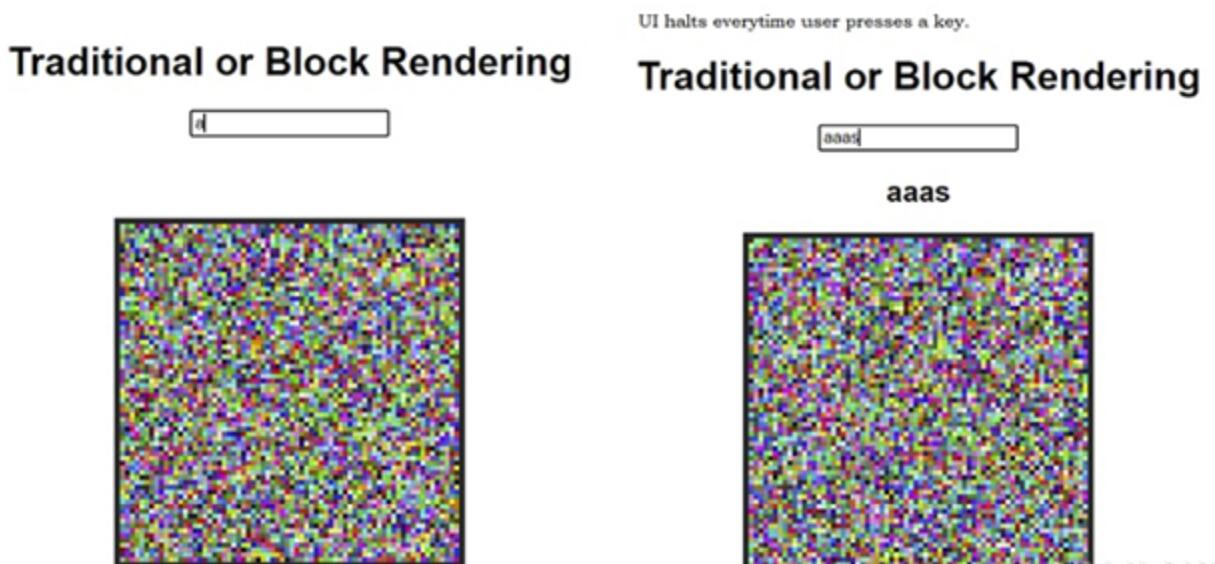 Traditional or Block Rendering
a
UI halts everytime user presses a key.
Traditional or Block Rendering
aaas
aaas